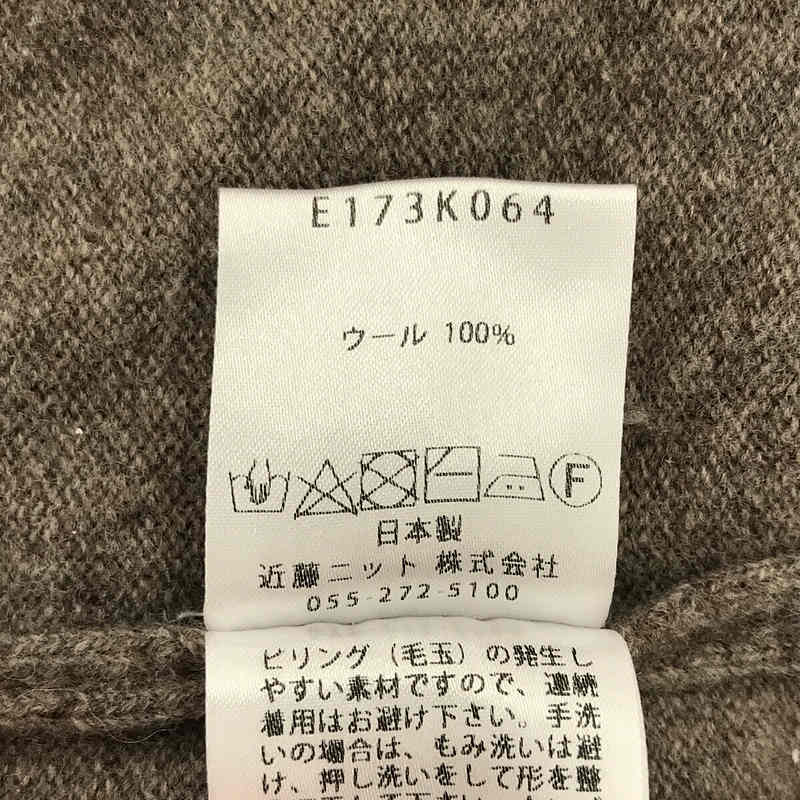 E173K064
ウール 100%
F
日本製
近藤ニット 株式会社
055-272-5100
ピリング（毛玉）の発生し
やすい素材ですので、連続
着用はお避け下さい。手洗
いの場合は、もみ洗いは避
け、押し洗いをして形を整